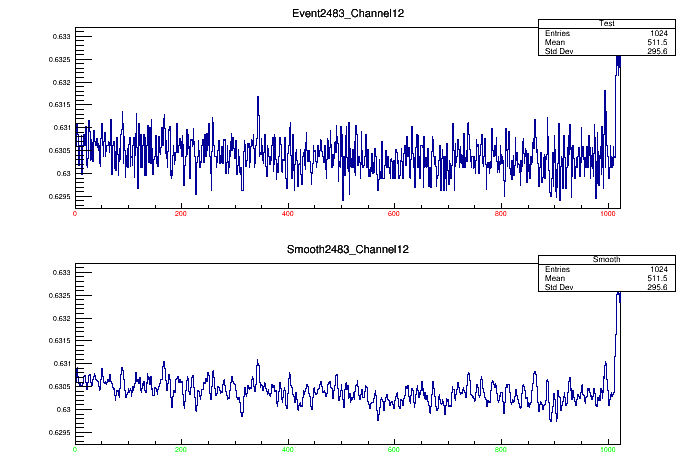 Event2483_Channel12
Test
Entries 1024
Mean 511.5
Std Dev 295.6
0.633
0.6325
0.632
0.6315
0.631
0.6305
0.63
0.6295
0 200 400 600 800 1000
Smooth2483_Channel12
Smooth
Entries 1024
Mean 511.5
Std Dev 295.6
0.633
0.6325
0.632
0.6315
0.631
0.6305
0.63
0.6295
0 200 400 600 800 1000